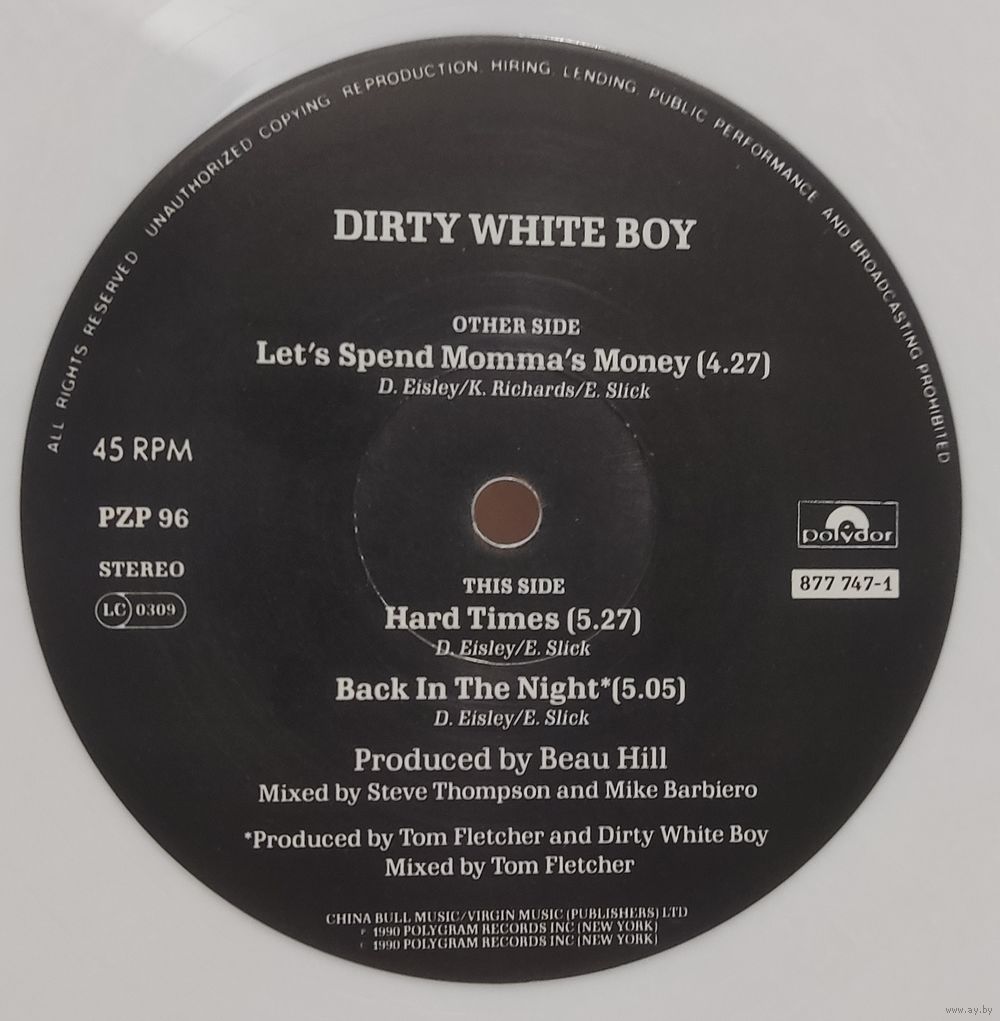 ALL RIGHTS RESERVED UNAUTHORIZED COPYING REPRODUCTION. HIRING. LENDING. PUBLIC PERFORMANCE AND BROADCASTING PROHIBITED
DIRTY WHITE BOY
OTHER SIDE
Let's Spend Momma's Money (4.27)
D. Eisley/K. Richards/E. Slick
45 RPM
PZP 96
STEREO
LC 0309
polydor
877 747-1
THIS SIDE
Hard Times (5.27)
D. Eisley/E. Slick
Back In The Night*(5.05)
D. Eisley/E. Slick
Produced by Beau Hill
Mixed by Steve Thompson and Mike Barbiero
*Produced by Tom Fletcher and Dirty White Boy
Mixed by Tom Fletcher
CHINA BULL MUSIC/VIRGIN MUSIC (PUBLISHERS) LTD
℗ 1990 POLYGRAM RECORDS INC (NEW YORK)
© 1990 POLYGRAM RECORDS INC (NEW YORK)
www.ay.by